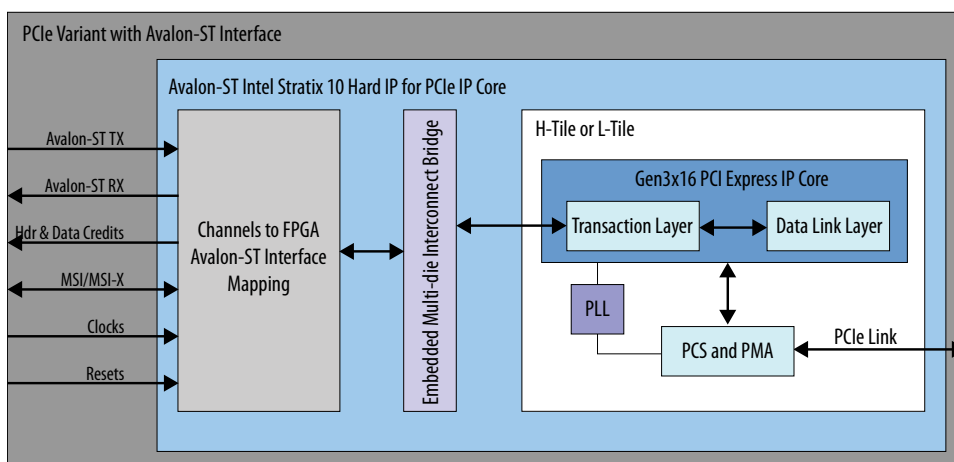 PCIe Variant with Avalon-ST Interface
Avalon-ST Intel Stratix 10 Hard IP for PCIe IP Core
Avalon-ST TX
Avalon-ST RX
Hdr & Data Credits
MSI/MSI-X
Clocks
Resets
Channels to FPGA
Avalon-ST Interface
Mapping
Embedded Multi-die Interconnect Bridge
H-Tile or L-Tile
Gen3x16 PCI Express IP Core
Transaction Layer
Data Link Layer
PLL
PCS and PMA
PCIe Link